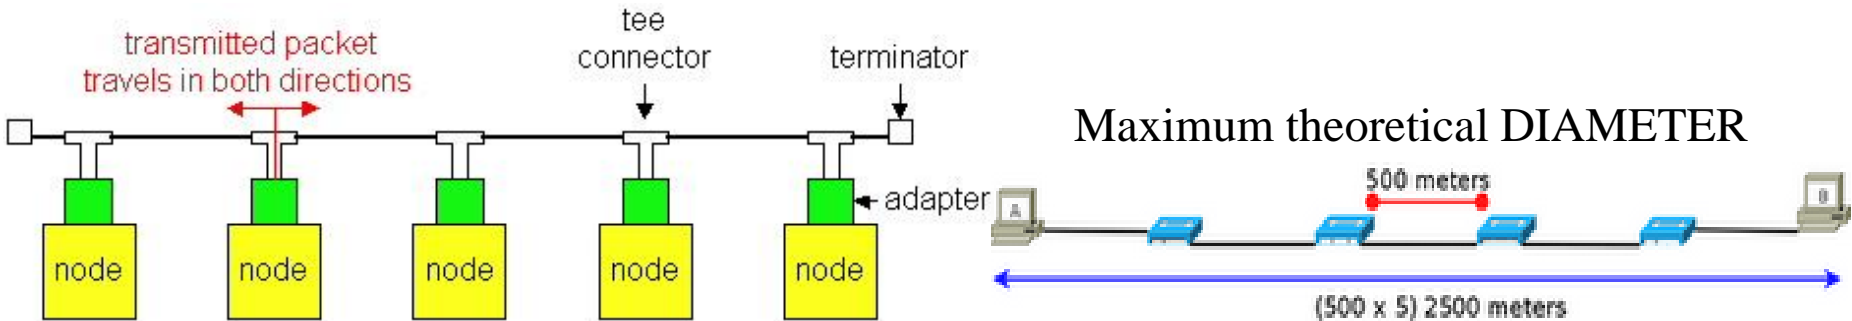 transmitted packet
travels in both directions
tee
connector
terminator
adapter
node
node
node
node
node
Maximum theoretical DIAMETER
500 meters
A
B
(500 x 5) 2500 meters